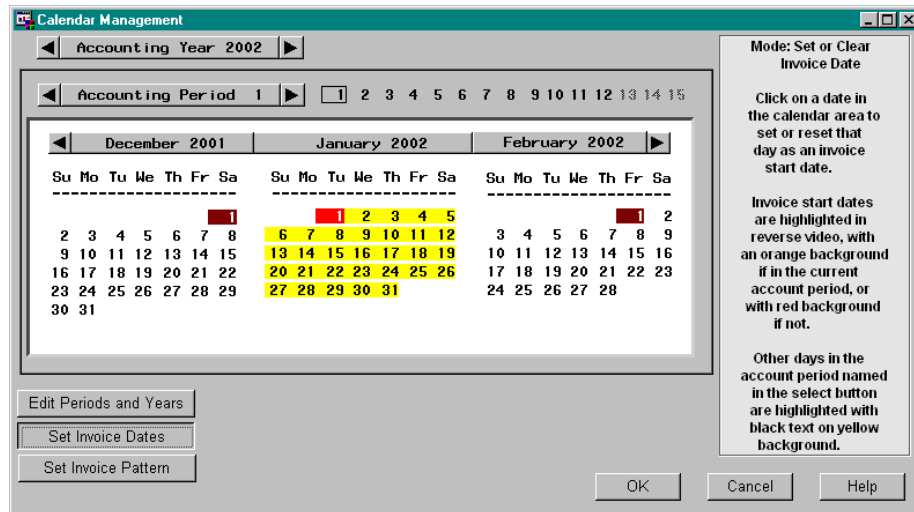 Calendar Management
Accounting Year 2002
Accounting Period 1
1 2 3 4 5 6 7 8 9 10 11 12 13 14 15
December 2001 January 2002 February 2002
Su Mo Tu We Th Fr Sa Su Mo Tu We Th Fr Sa Su Mo Tu We Th Fr Sa
1 1 2 3 4 5 1 2
2 3 4 5 6 7 8 6 7 8 9 10 11 12 3 4 5 6 7 8 9
9 10 11 12 13 14 15 13 14 15 16 17 18 19 10 11 12 13 14 15 16
16 17 18 19 20 21 22 20 21 22 23 24 25 26 17 18 19 20 21 22 23
23 24 25 26 27 28 29 27 28 29 30 31 24 25 26 27 28
30 31
Edit Periods and Years
Set Invoice Dates
Set Invoice Pattern
Mode: Set or Clear
Invoice Date
Click on a date in
the calendar area to
set or reset that
day as an invoice
start date.
Invoice start dates
are highlighted in
reverse video, with
an orange background
if in the current
account period, or
with red background
if not.
Other days in the
account period named
in the select button
are highlighted with
black text on yellow
background.
OK Cancel Help